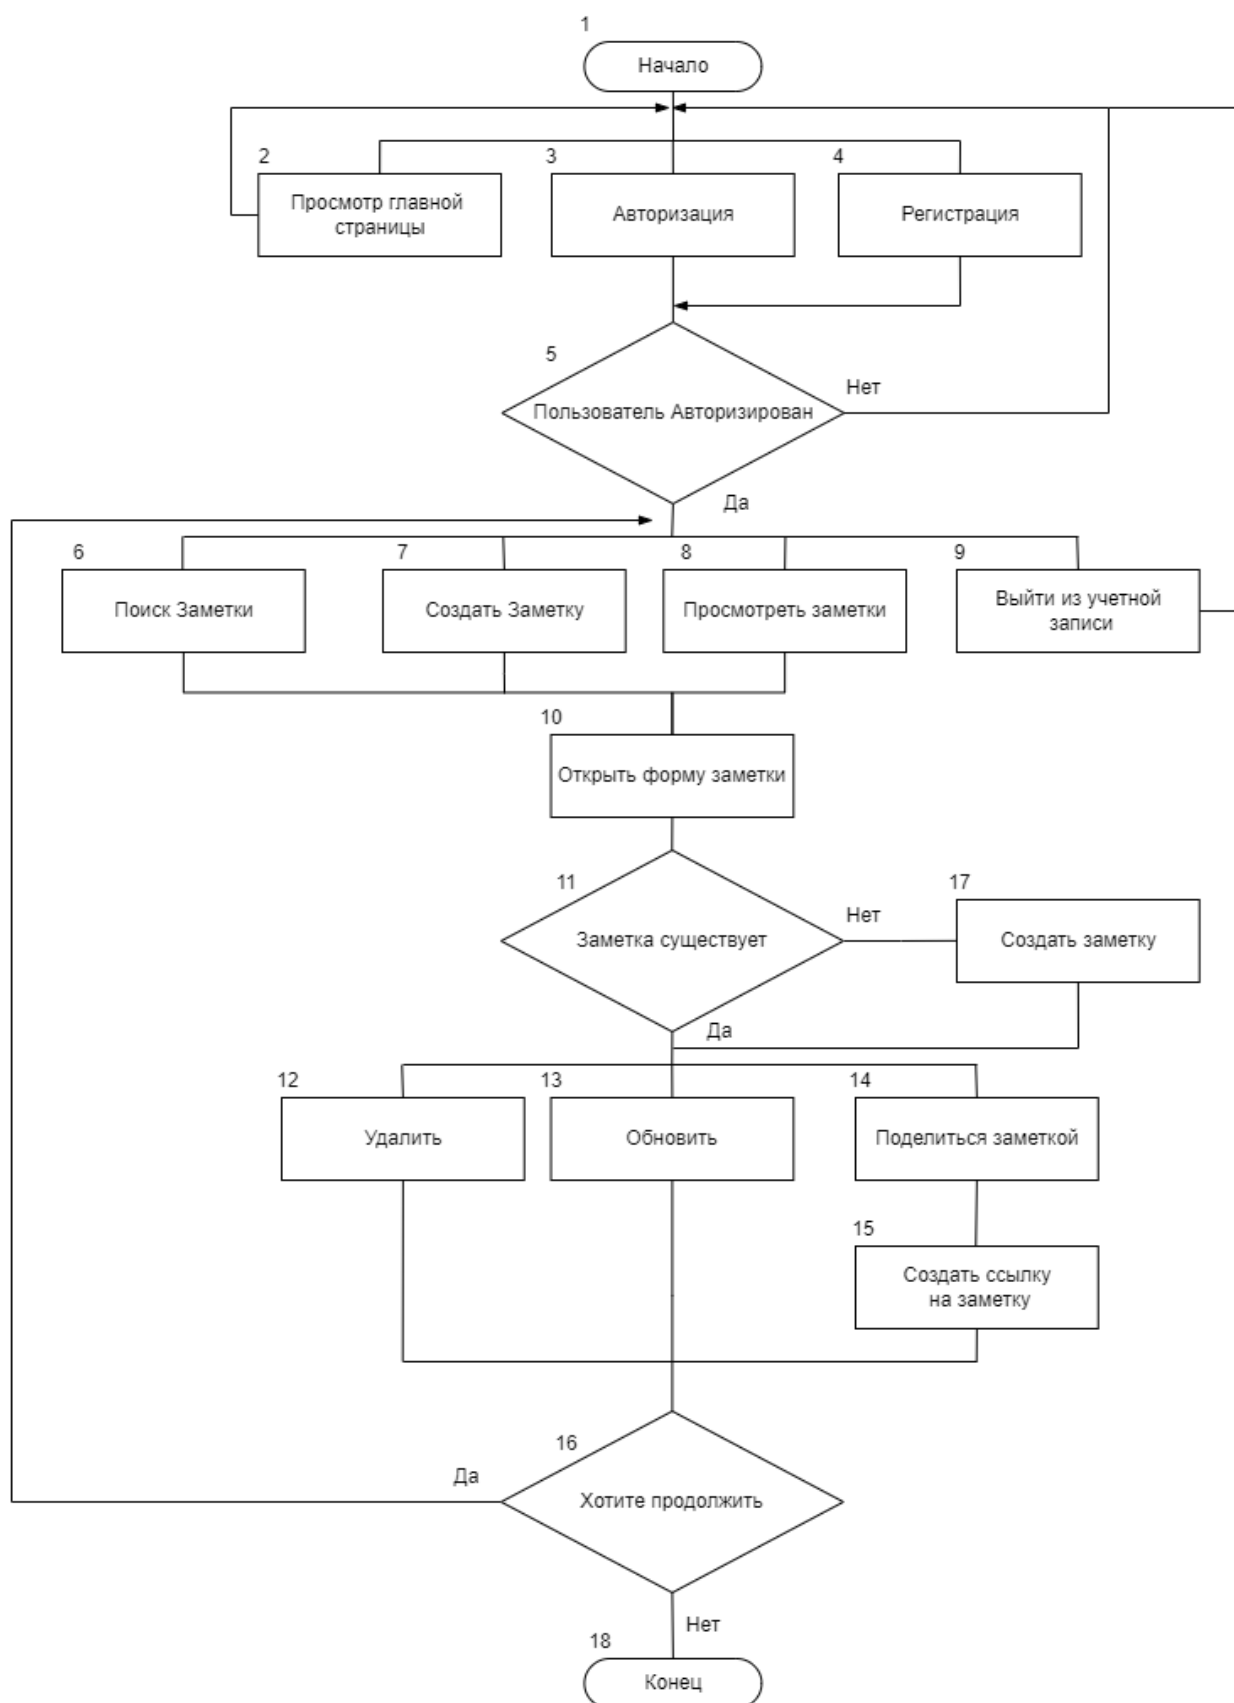 1
Начало
2
3
4
Просмотр главной
страницы
Авторизация
Регистрация
5
Нет
Пользователь Авторизирован
Да
6
7
8
9
Поиск Заметки
Создать Заметку
Просмотреть заметки
Выйти из учетной
записи
10
Открыть форму заметки
11
17
Нет
Заметка существует
Создать заметку
Да
12
13
14
Удалить
Обновить
Поделиться заметкой
15
Создать ссылку
на заметку
16
Да
Хотите продолжить
Нет
18
Конец